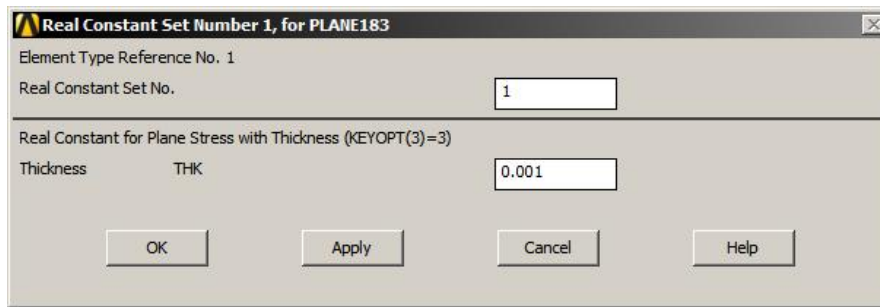 Real Constant Set Number 1, for PLANE183
Element Type Reference No. 1
Real Constant Set No. 1
Real Constant for Plane Stress with Thickness (KEYOPT(3)=3)
Thickness THK 0.001
OK Apply Cancel Help